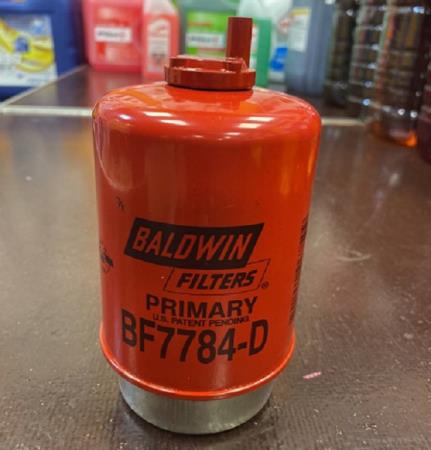 BALDWIN
FILTERS®
PRIMARY
U.S. PATENT PENDING
BF7784-D